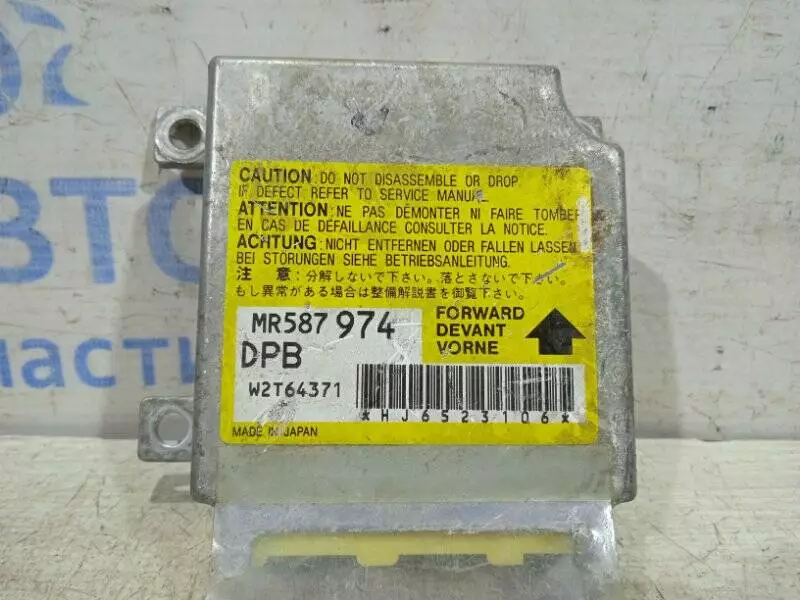 CAUTION: DO NOT DISASSEMBLE OR DROP
IF DEFECT, REFER TO SERVICE MANUAL
ATTENTION: NE PAS DÉMONTER NI FAIRE TOMBER
EN CAS DE DÉFAILLANCE CONSULTER LA NOTICE.
ACHTUNG: NICHT ENTFERNEN ODER FALLEN LASSEN
BEI STÖRUNGEN SIEHE BETRIEBSANLEITUNG.
注 意:分解しないで下さい。落とさないで下さい。
もし異常がある場合は整備解説書を御覧下さい。
MR587 974
DPB
W2T64371
FORWARD
DEVANT
VORNE
*HJ6523106*
MADE IN JAPAN